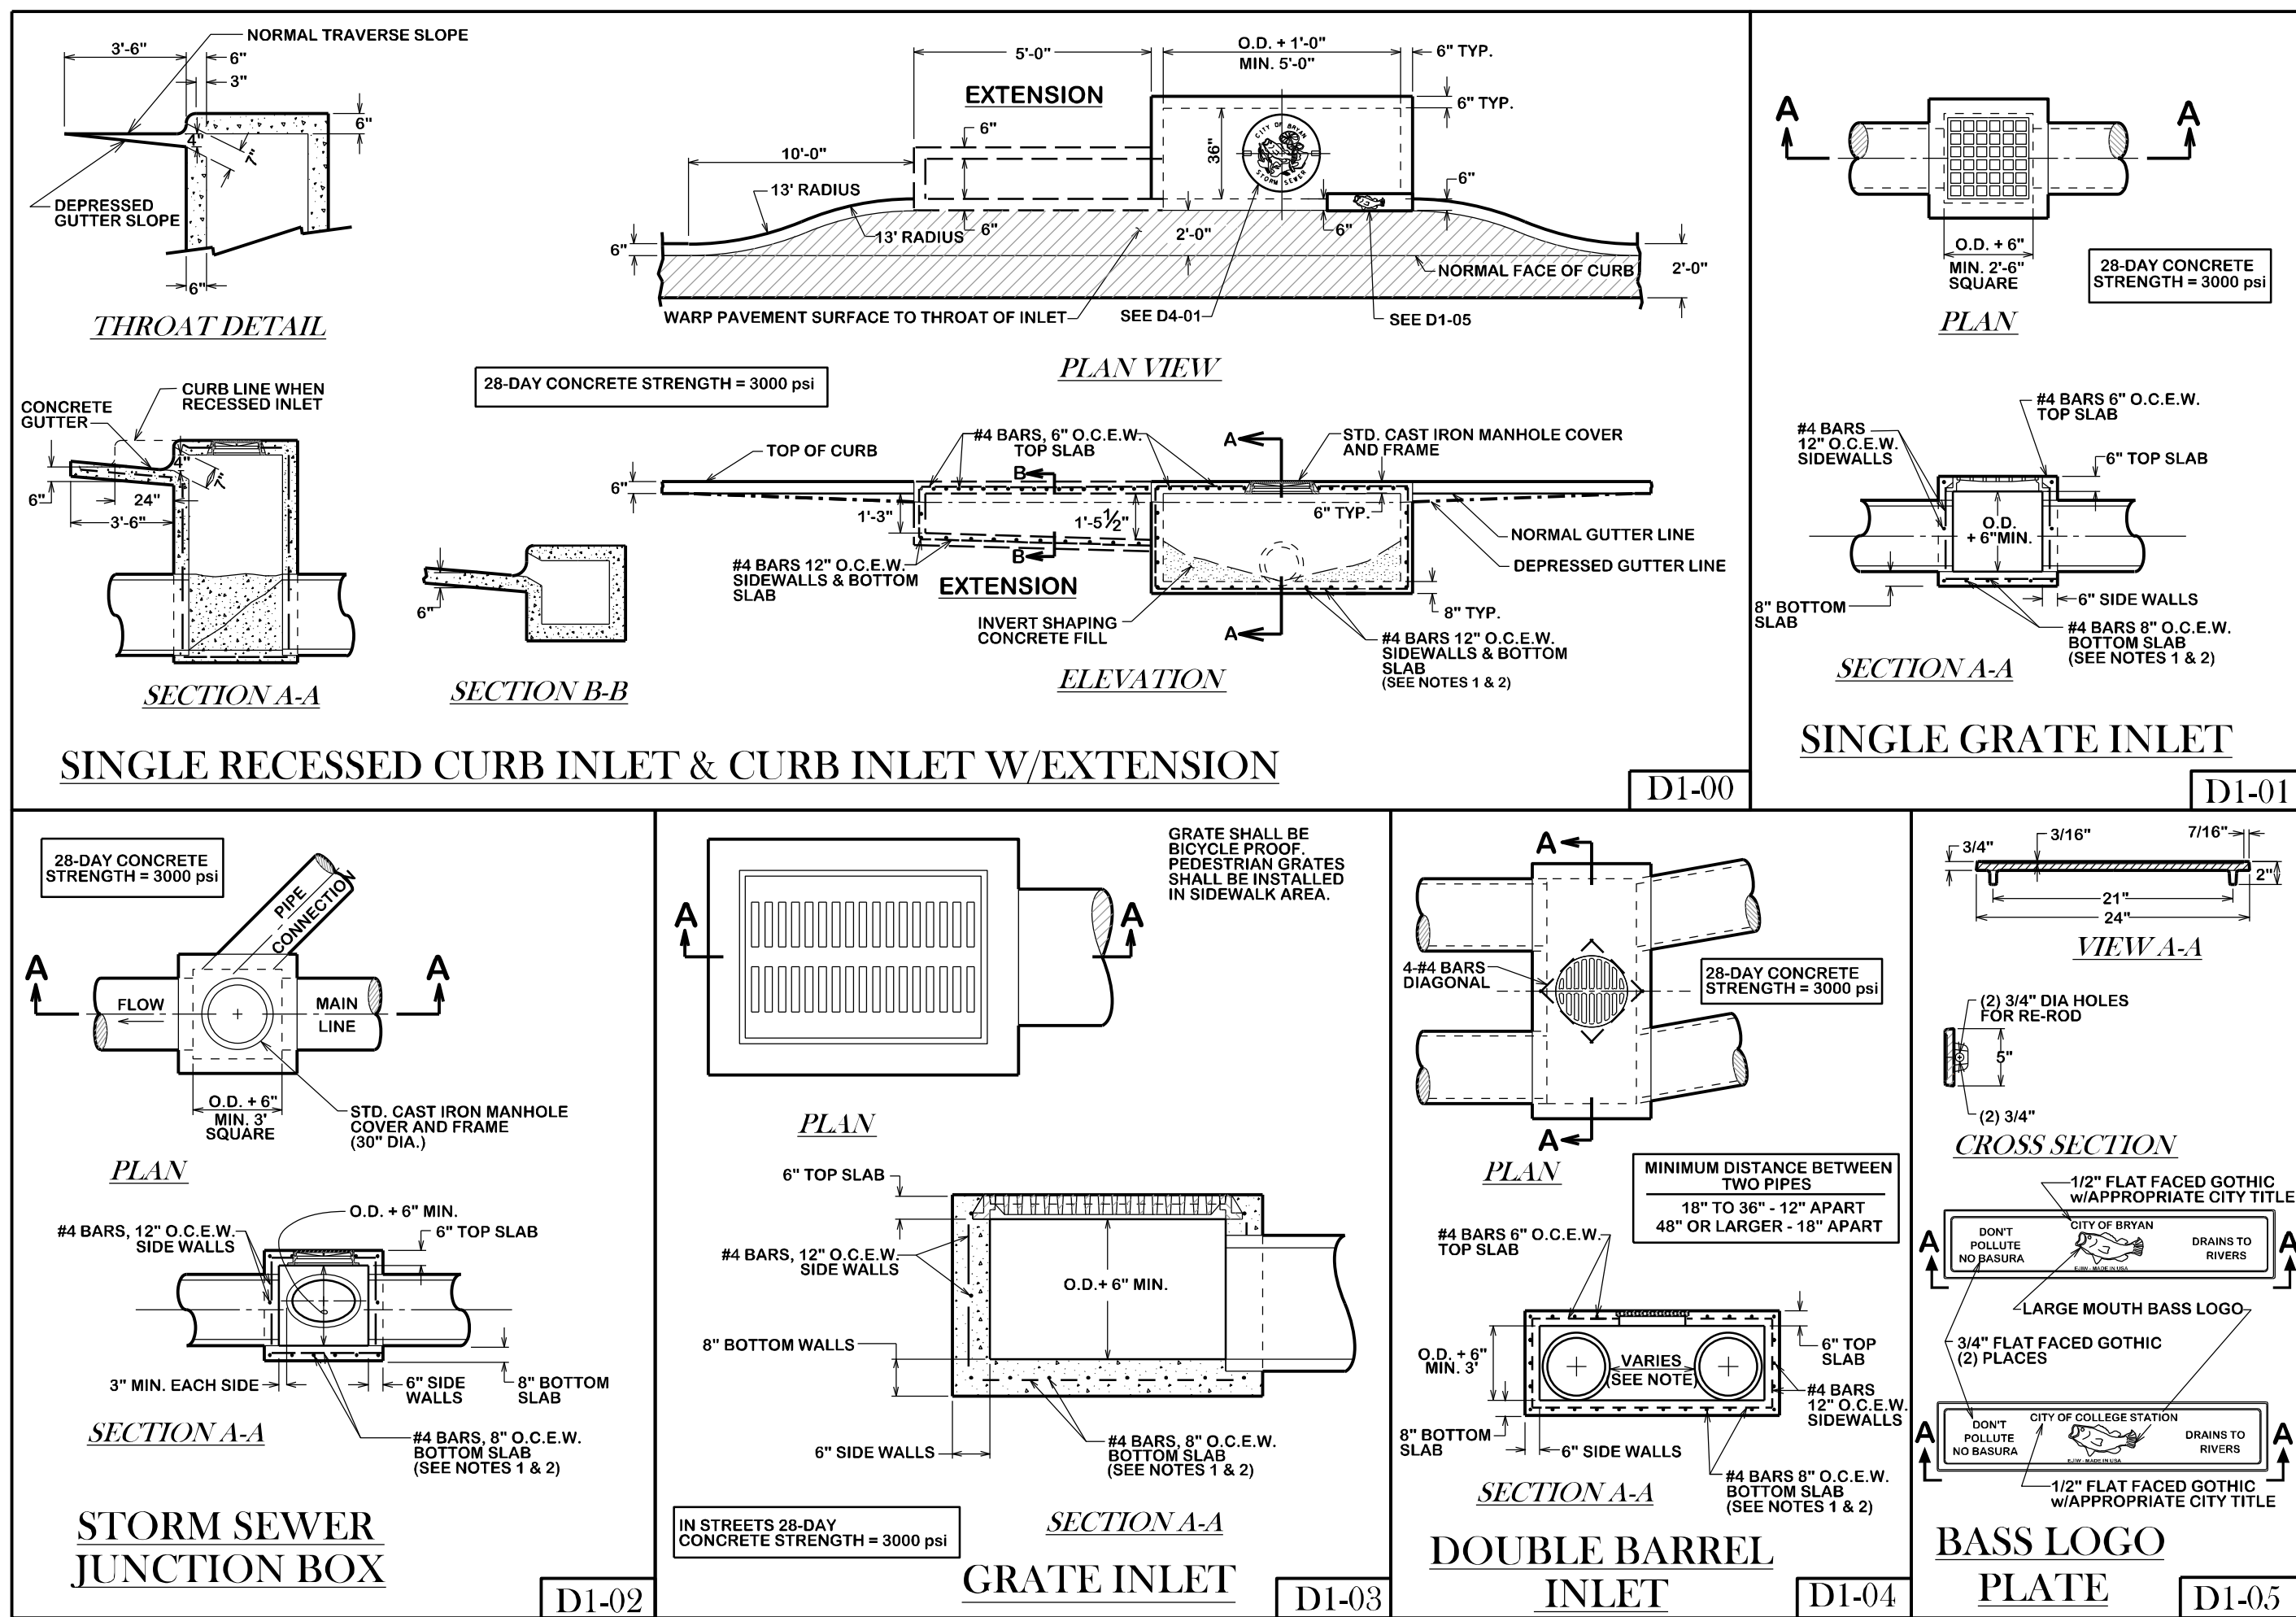 3'-6"
NORMAL TRAVERSE SLOPE
6"
3"
6"
4"
7"
DEPRESSED
GUTTER SLOPE
6"
THROAT DETAIL
5'-0"
O.D. + 1'-0"
MIN. 5'-0"
6" TYP.
EXTENSION
6" TYP.
6"
36"
CITY OF BRYAN
STORM SEWER
10'-0"
13' RADIUS
6"
13' RADIUS
6"
2'-0"
6"
6"
NORMAL FACE OF CURB
2'-0"
WARP PAVEMENT SURFACE TO THROAT OF INLET
SEE D4-01
SEE D1-05
PLAN VIEW
28-DAY CONCRETE STRENGTH = 3000 psi
CURB LINE WHEN
RECESSED INLET
CONCRETE
GUTTER
4"
7"
6"
24"
3'-6"
SECTION A-A
6"
SECTION B-B
TOP OF CURB
#4 BARS, 6" O.C.E.W.
TOP SLAB
A
STD. CAST IRON MANHOLE COVER
AND FRAME
B
6"
1'-3"
1'-5 1/2"
6" TYP.
NORMAL GUTTER LINE
DEPRESSED GUTTER LINE
#4 BARS 12" O.C.E.W.
SIDEWALLS & BOTTOM
SLAB
B
EXTENSION
8" TYP.
INVERT SHAPING
CONCRETE FILL
A
#4 BARS 12" O.C.E.W.
SIDEWALLS & BOTTOM
SLAB
(SEE NOTES 1 & 2)
ELEVATION
SINGLE RECESSED CURB INLET & CURB INLET W/EXTENSION
D1-00
A
A
O.D. + 6"
MIN. 2'-6"
SQUARE
28-DAY CONCRETE
STRENGTH = 3000 psi
PLAN
#4 BARS 6" O.C.E.W.
TOP SLAB
#4 BARS
12" O.C.E.W.
SIDEWALLS
6" TOP SLAB
O.D.
+ 6"MIN.
8" BOTTOM
SLAB
6" SIDE WALLS
#4 BARS 8" O.C.E.W.
BOTTOM SLAB
(SEE NOTES 1 & 2)
SECTION A-A
SINGLE GRATE INLET
D1-01
28-DAY CONCRETE
STRENGTH = 3000 psi
PIPE
CONNECTION
A
A
FLOW
MAIN
LINE
O.D. + 6"
MIN. 3'
SQUARE
STD. CAST IRON MANHOLE
COVER AND FRAME
(30" DIA.)
PLAN
O.D. + 6" MIN.
#4 BARS, 12" O.C.E.W.
SIDE WALLS
6" TOP SLAB
3" MIN. EACH SIDE
6" SIDE
WALLS
8" BOTTOM
SLAB
SECTION A-A
#4 BARS, 8" O.C.E.W.
BOTTOM SLAB
(SEE NOTES 1 & 2)
STORM SEWER
JUNCTION BOX
D1-02
GRATE SHALL BE
BICYCLE PROOF.
PEDESTRIAN GRATES
SHALL BE INSTALLED
IN SIDEWALK AREA.
A
A
PLAN
6" TOP SLAB
#4 BARS, 12" O.C.E.W.
SIDE WALLS
O.D.+ 6" MIN.
8" BOTTOM WALLS
6" SIDE WALLS
#4 BARS, 8" O.C.E.W.
BOTTOM SLAB
(SEE NOTES 1 & 2)
IN STREETS 28-DAY
CONCRETE STRENGTH = 3000 psi
SECTION A-A
GRATE INLET
D1-03
A
4-#4 BARS
DIAGONAL
28-DAY CONCRETE
STRENGTH = 3000 psi
A
PLAN
MINIMUM DISTANCE BETWEEN
TWO PIPES
18" TO 36" - 12" APART
48" OR LARGER - 18" APART
#4 BARS 6" O.C.E.W.
TOP SLAB
O.D. + 6"
MIN. 3'
VARIES
(SEE NOTE)
6" TOP
SLAB
#4 BARS
12" O.C.E.W.
SIDEWALLS
8" BOTTOM
SLAB
6" SIDE WALLS
#4 BARS 8" O.C.E.W.
BOTTOM SLAB
(SEE NOTES 1 & 2)
SECTION A-A
DOUBLE BARREL
INLET
D1-04
3/16"
7/16"
3/4"
2"
21"
24"
VIEW A-A
(2) 3/4" DIA HOLES
FOR RE-ROD
5"
(2) 3/4"
CROSS SECTION
1/2" FLAT FACED GOTHIC
w/APPROPRIATE CITY TITLE
A
DON'T
POLLUTE
NO BASURA
CITY OF BRYAN
EJIW - MADE IN USA
DRAINS TO
RIVERS
A
LARGE MOUTH BASS LOGO
3/4" FLAT FACED GOTHIC
(2) PLACES
A
DON'T
POLLUTE
NO BASURA
CITY OF COLLEGE STATION
EJIW - MADE IN USA
DRAINS TO
RIVERS
A
1/2" FLAT FACED GOTHIC
w/APPROPRIATE CITY TITLE
BASS LOGO
PLATE
D1-05